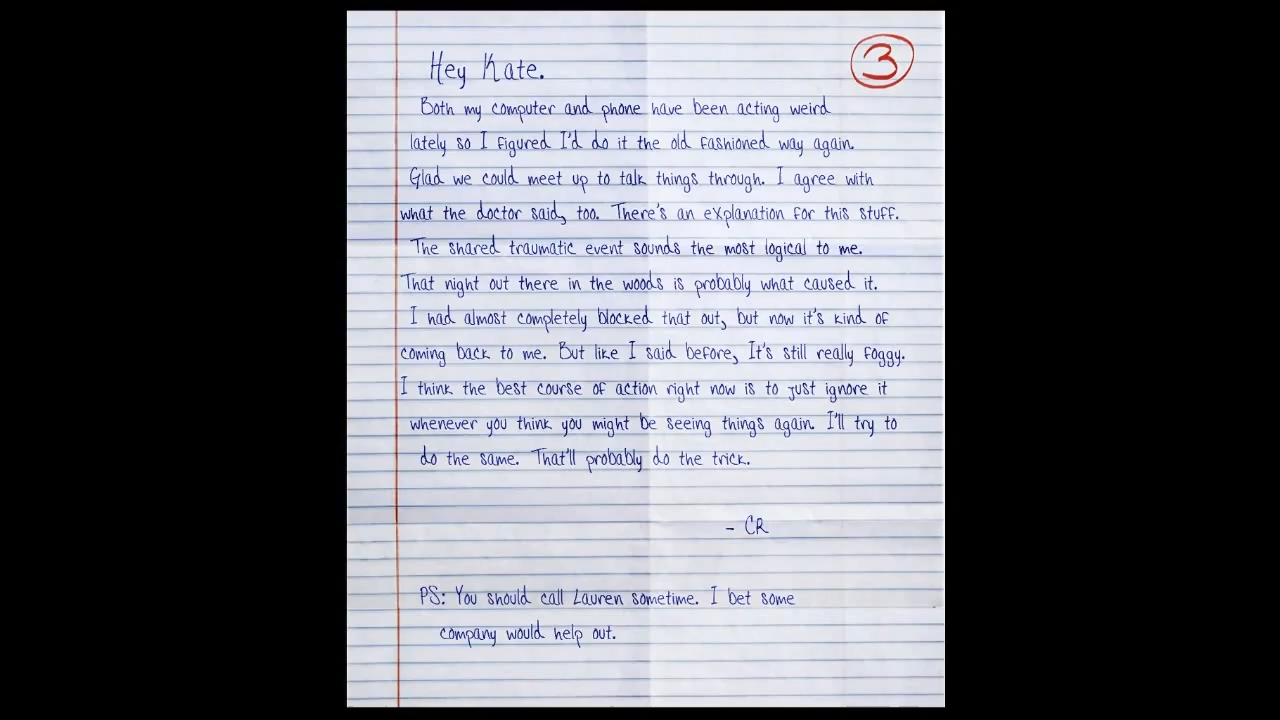 Hey Kate.
3
Both my computer and phone have been acting weird
lately so I figured I'd do it the old fashioned way again.
Glad we could meet up to talk things through. I agree with
what the doctor said, too. There's an explanation for this stuff.
The shared traumatic event sounds the most logical to me.
That night out there in the woods is probably what caused it.
I had almost completely blocked that out, but now it's kind of
coming back to me. But like I said before, It's still really foggy.
I think the best course of action right now is to just ignore it
whenever you think you might be seeing things again. I'll try to
do the same. That'll probably do the trick.
- CR
PS: You should call Lauren sometime. I bet some
company would help out.